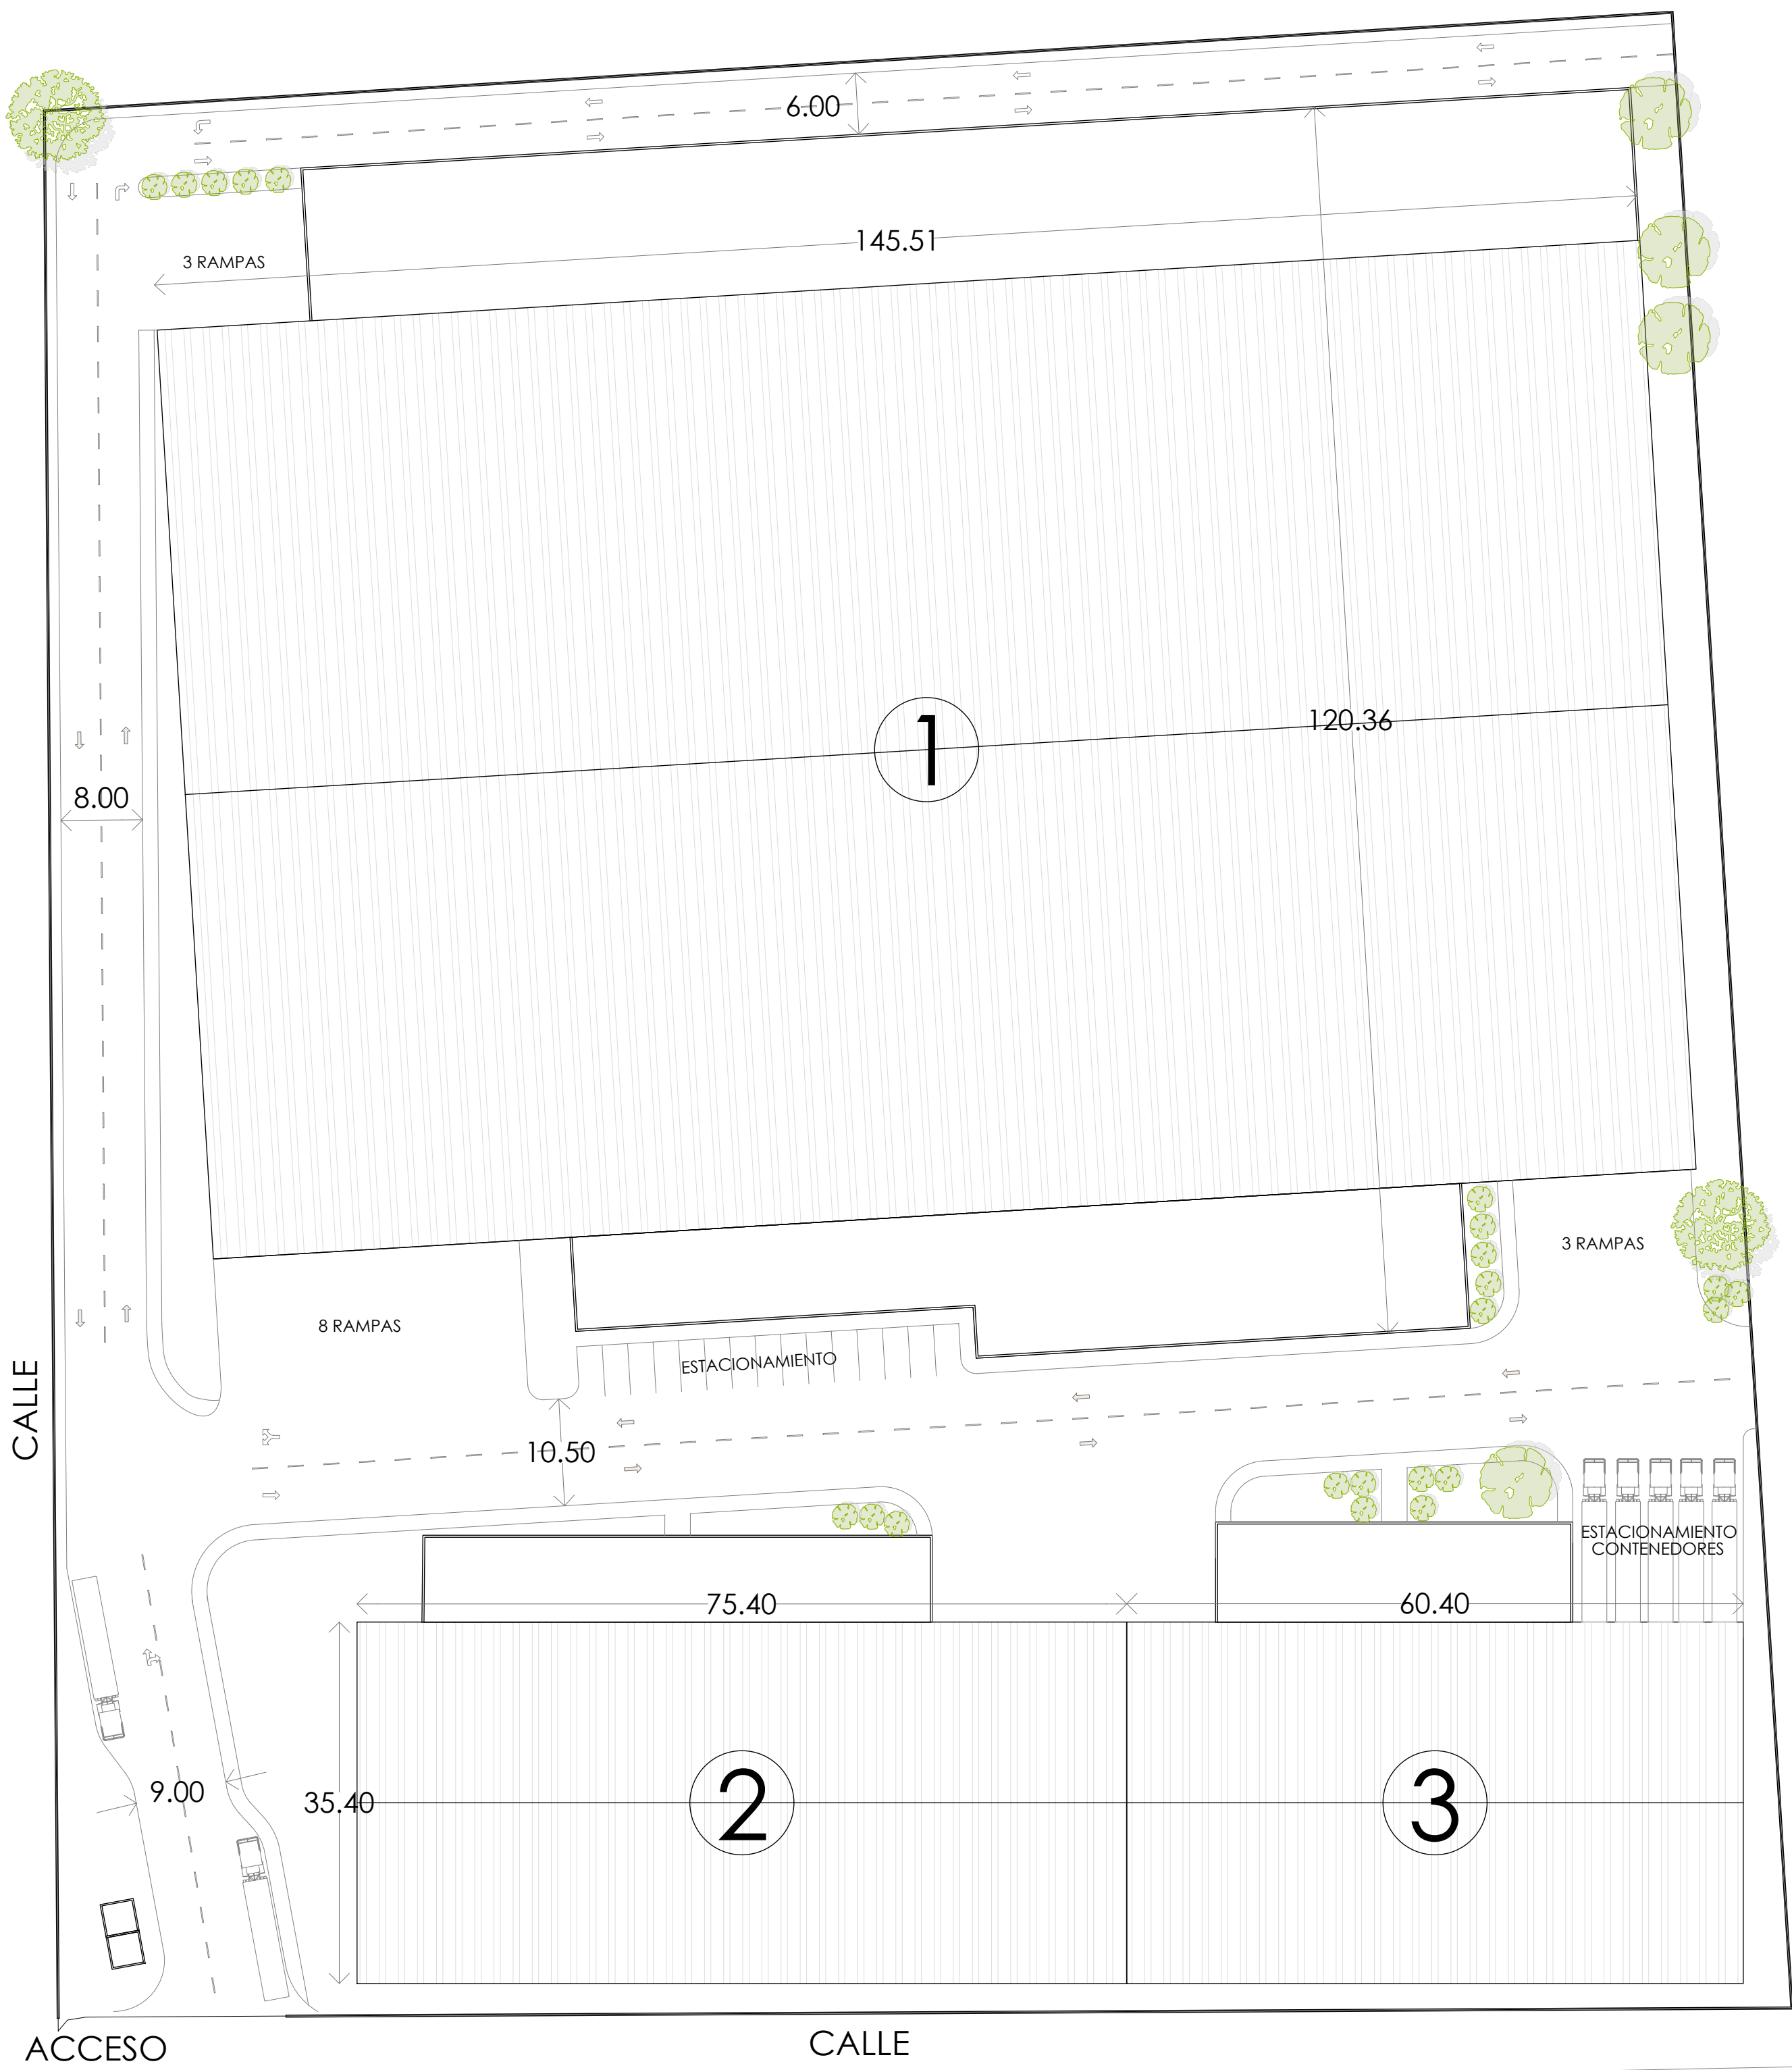 6.00
145.51
3 RAMPAS
1
120.36
8.00
3 RAMPAS
8 RAMPAS
ESTACIONAMIENTO
CALLE
10.50
ESTACIONAMIENTO
CONTENEDORES
75.40
60.40
9.00
35.40
2
3
ACCESO
CALLE